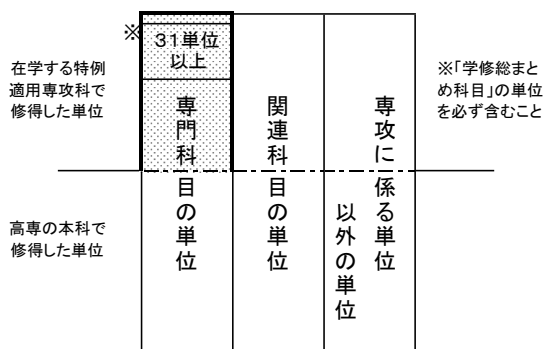 ※
31単位
以上
在学する特例
適用専攻科で
修得した単位
※「学修総まと
め科目」の単位
を必ず含むこと
専門科目の単位
関連科目の単位
専攻に係る単位
以外の単位
高専の本科で
修得した単位